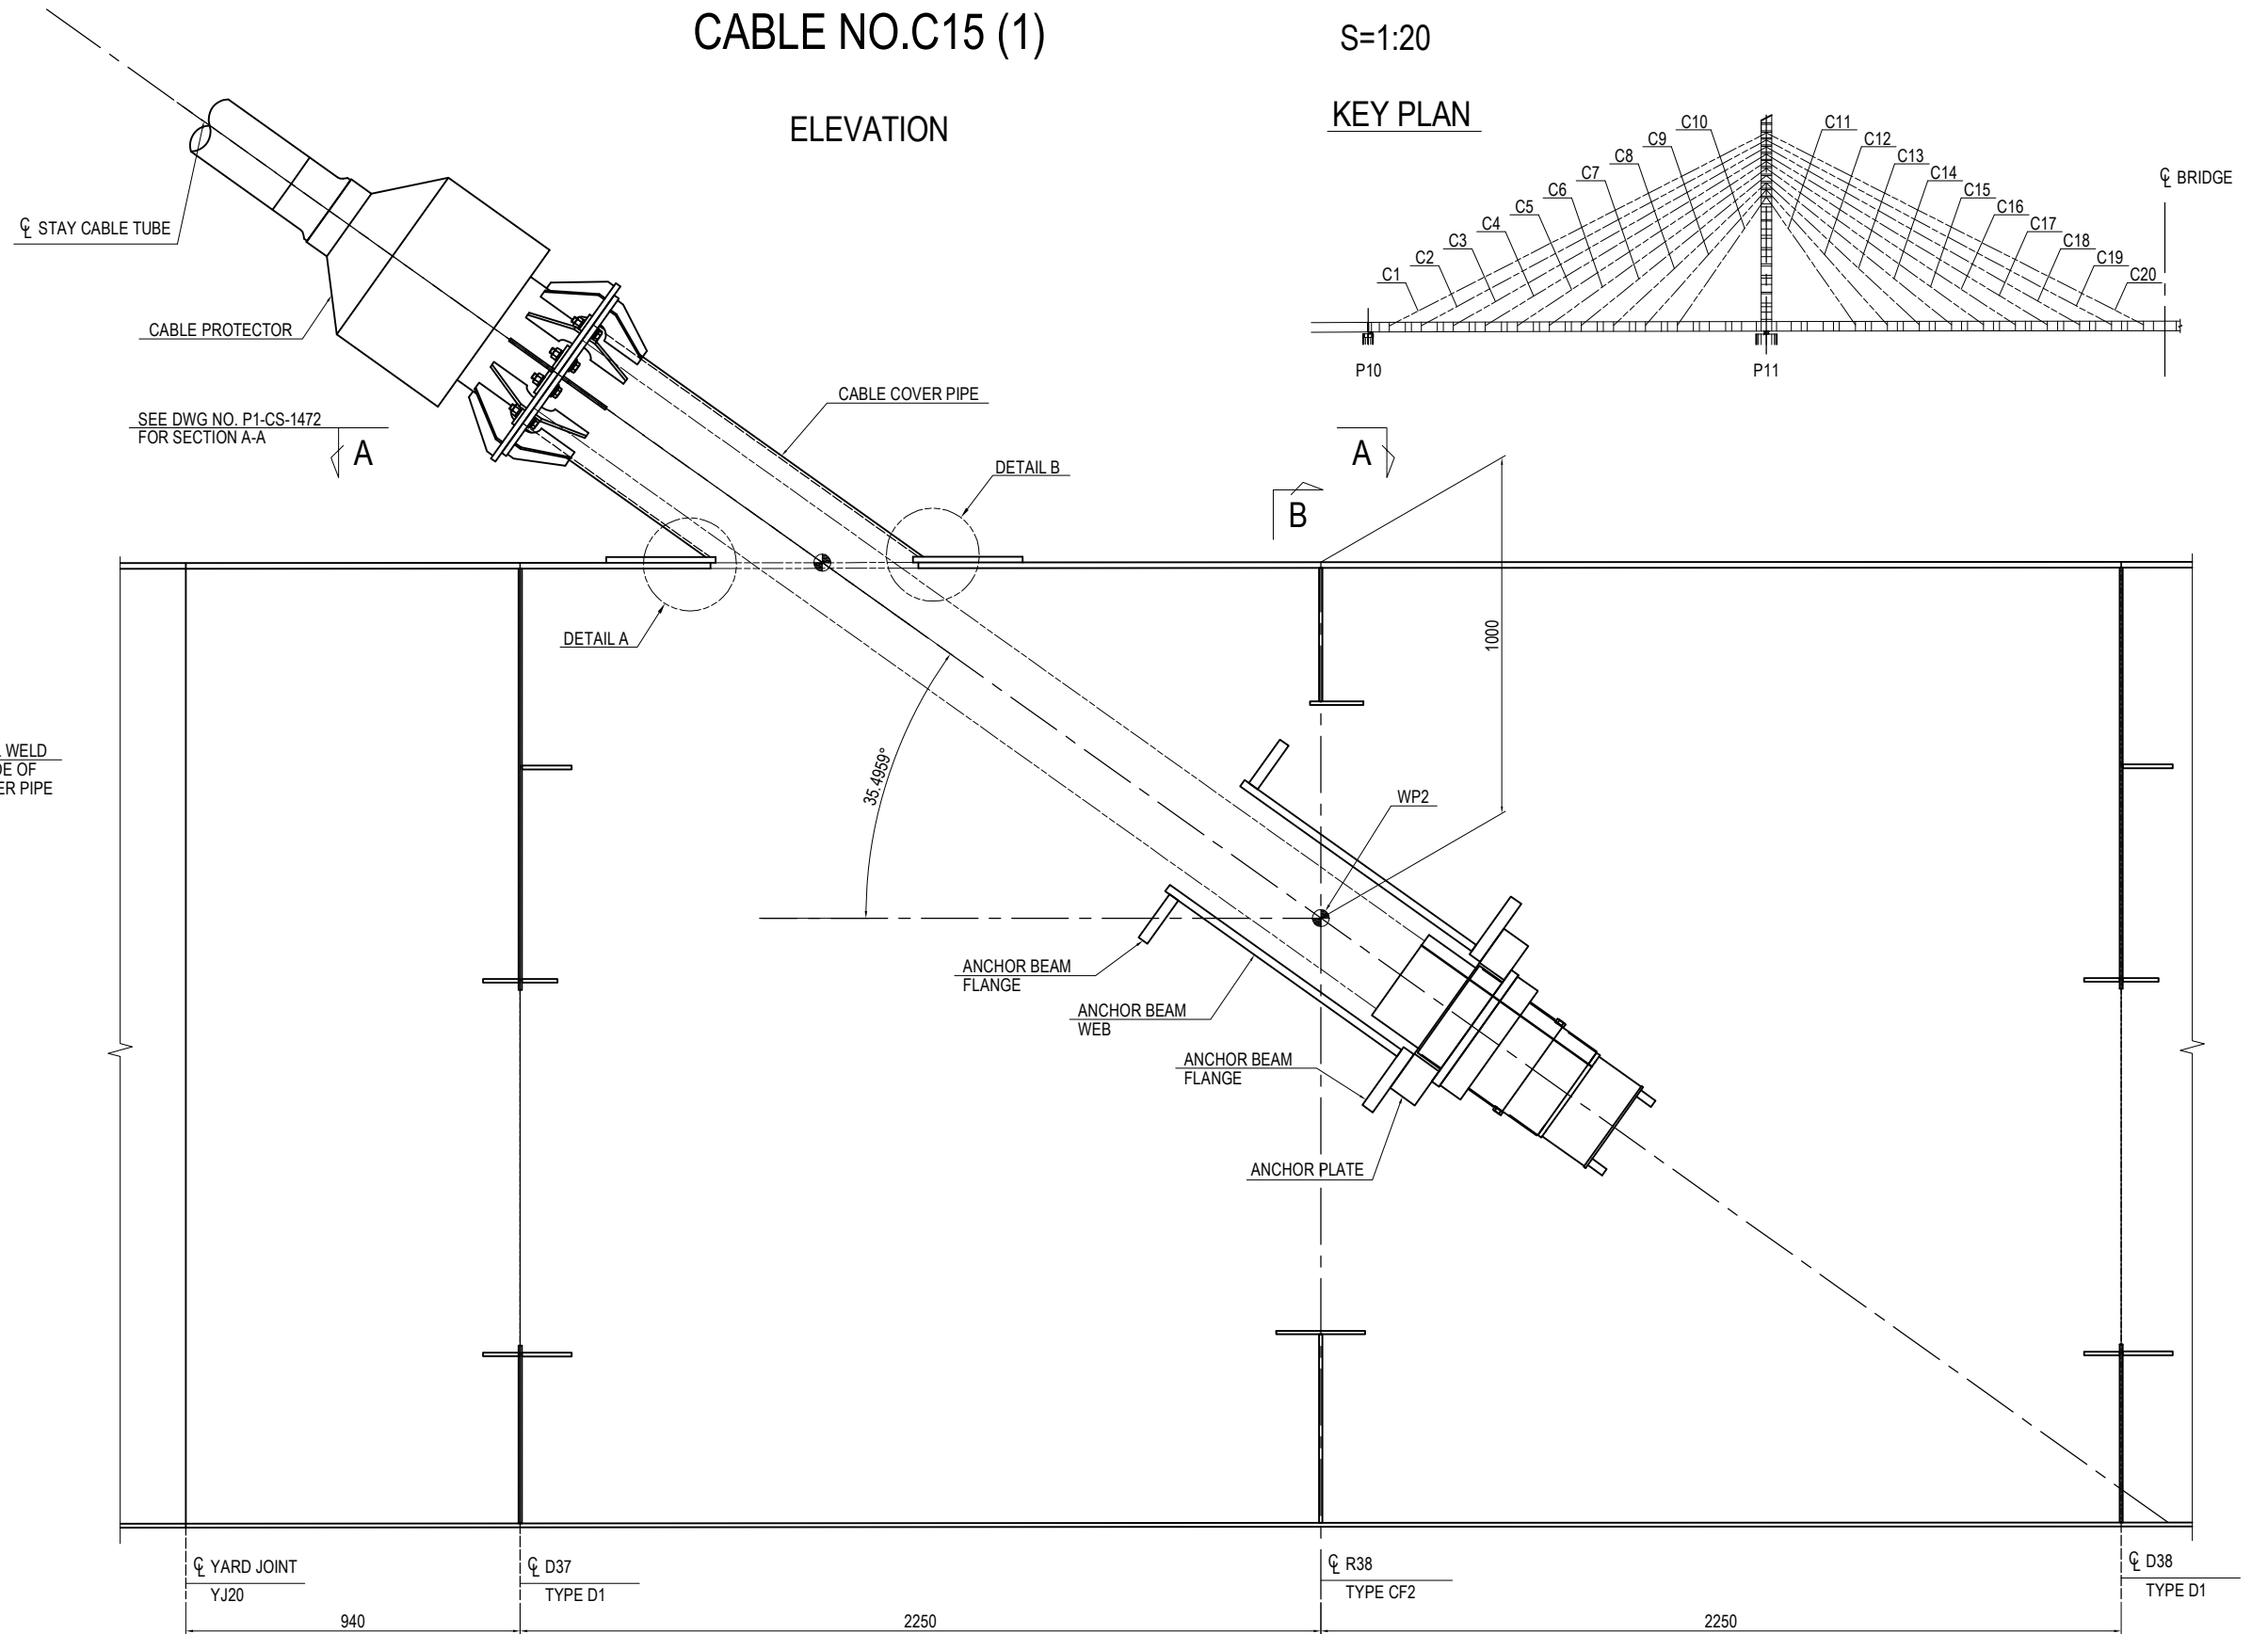 CABLE NO.C15 (1)
S=1:20
ELEVATION
KEY PLAN
C10
C11
C9
C12
C8
C13
C7
C14
C6
C15
C5
C16
C4
C17
C3
C18
C2
C19
C1
C20
℄ BRIDGE
P10
P11
℄ STAY CABLE TUBE
CABLE PROTECTOR
CABLE COVER PIPE
SEE DWG NO. P1-CS-1472
FOR SECTION A-A
A
A
DETAIL B
B
DETAIL A
1000
35.4959°
WELD
OF
PIPE
WP2
ANCHOR BEAM
FLANGE
ANCHOR BEAM
WEB
ANCHOR BEAM
FLANGE
ANCHOR PLATE
℄ YARD JOINT
YJ20
℄ D37
TYPE D1
℄ R38
TYPE CF2
℄ D38
TYPE D1
940
2250
2250